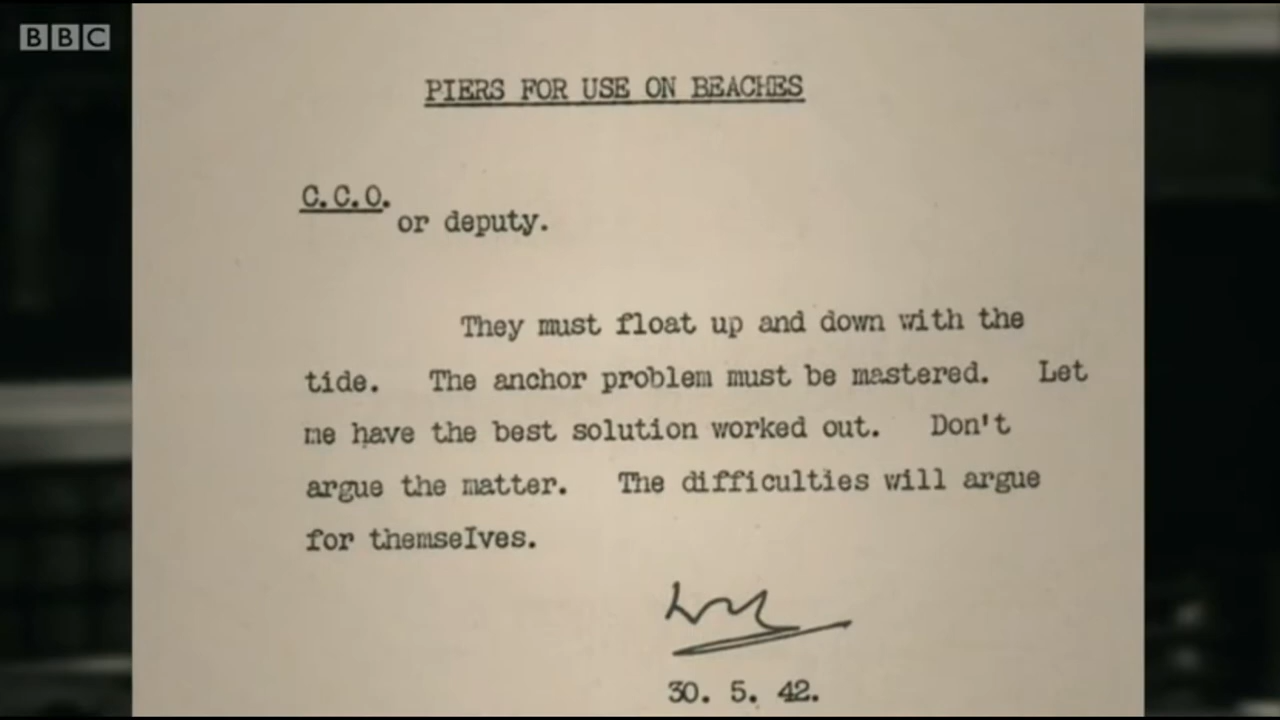 BBC
PIERS FOR USE ON BEACHES
C.C.O.
or deputy.
They must float up and down with the
tide. The anchor problem must be mastered. Let
me have the best solution worked out. Don't
argue the matter. The difficulties will argue
for themselves.
30. 5. 42.